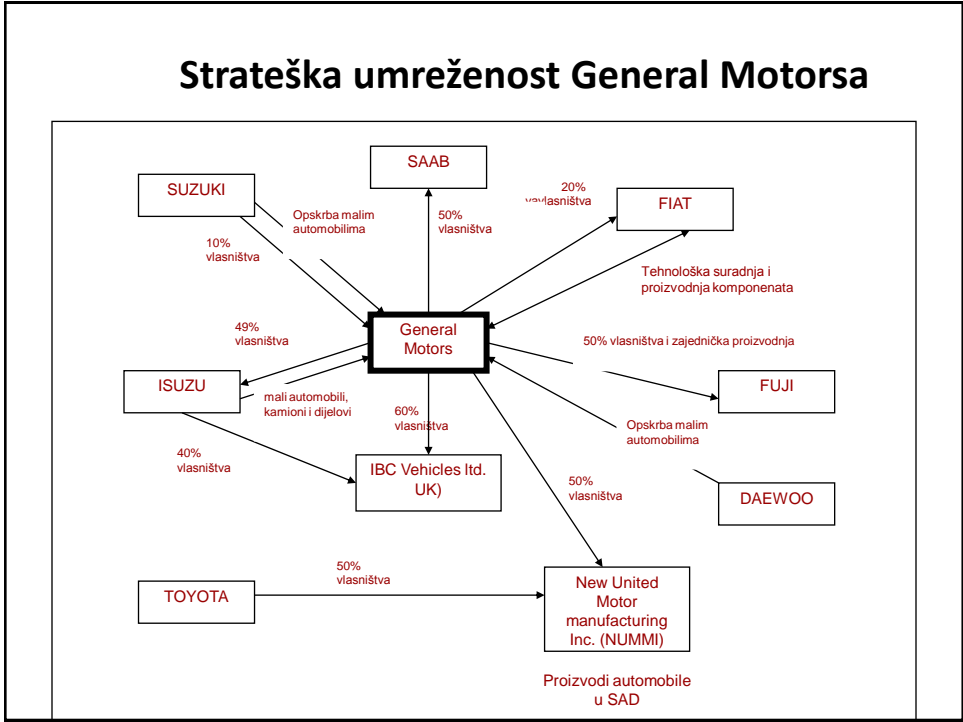 Strateška umreženost General Motorsa
SAAB
SUZUKI
20%
vavlasništva
FIAT
Opskrba malim
automobilima
50%
vlasništva
10%
vlasništva
Tehnološka suradnja i
proizvodnja komponenata
49%
vlasništva
General
Motors
50% vlasništva i zajednička proizvodnja
ISUZU
mali automobili,
kamioni i dijelovi
FUJI
60%
vlasništva
Opskrba malim
automobilima
40%
vlasništva
IBC Vehicles ltd.
UK)
50%
vlasništva
DAEWOO
50%
vlasništva
TOYOTA
New United
Motor
manufacturing
Inc. (NUMMI)
Proizvodi automobile
u SAD